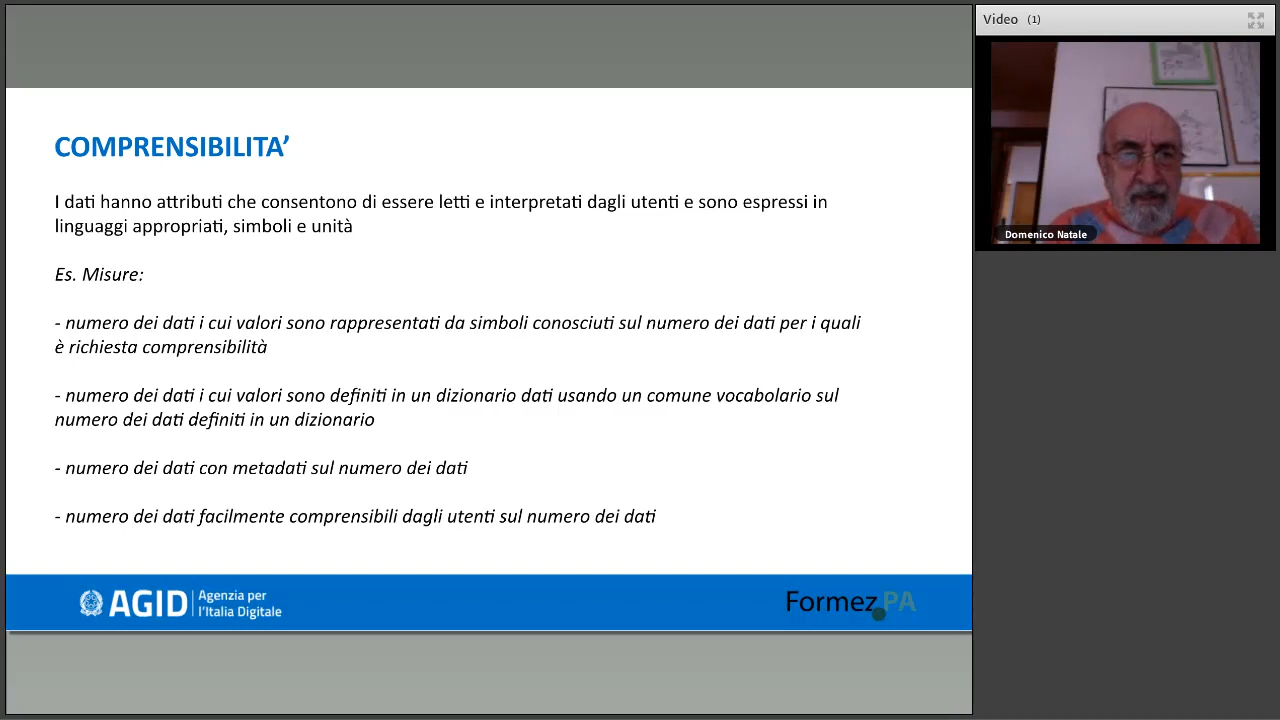 COMPRENSIBILITA’
I dati hanno attributi che consentono di essere letti e interpretati dagli utenti e sono espressi in
linguaggi appropriati, simboli e unità
Es. Misure:
- numero dei dati i cui valori sono rappresentati da simboli conosciuti sul numero dei dati per i quali
è richiesta comprensibilità
- numero dei dati i cui valori sono definiti in un dizionario dati usando un comune vocabolario sul
numero dei dati definiti in un dizionario
- numero dei dati con metadati sul numero dei dati
- numero dei dati facilmente comprensibili dagli utenti sul numero dei dati
AGID Agenzia per
l’Italia Digitale
Formez PA
Video (1)
Domenico Natale